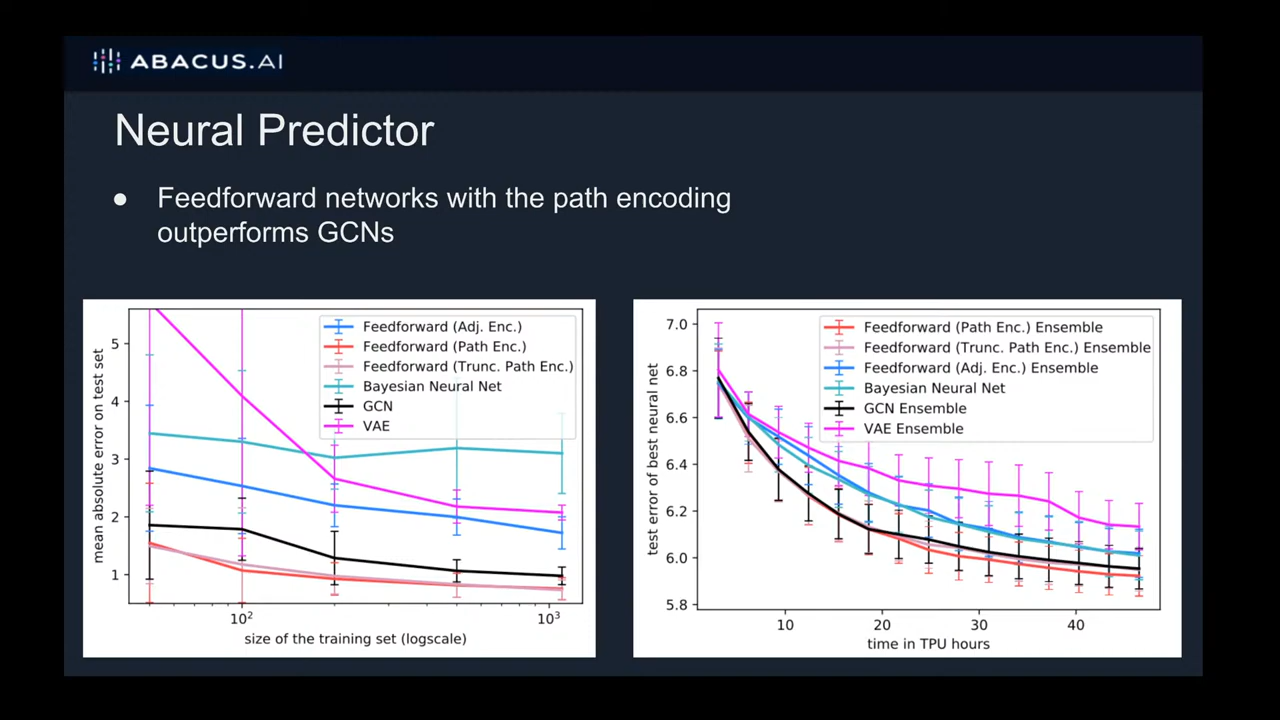 ABACUS.AI
Neural Predictor
● Feedforward networks with the path encoding
outperforms GCNs
5
4
3
2
1
mean absolute error on test set
Feedforward (Adj. Enc.)
Feedforward (Path Enc.)
Feedforward (Trunc. Path Enc.)
Bayesian Neural Net
GCN
VAE
10²
10³
size of the training set (logscale)
7.0
6.8
6.6
6.4
6.2
6.0
5.8
test error of best neural net
Feedforward (Path Enc.) Ensemble
Feedforward (Trunc. Path Enc.) Ensemble
Feedforward (Adj. Enc.) Ensemble
Bayesian Neural Net
GCN Ensemble
VAE Ensemble
10
20
30
40
time in TPU hours